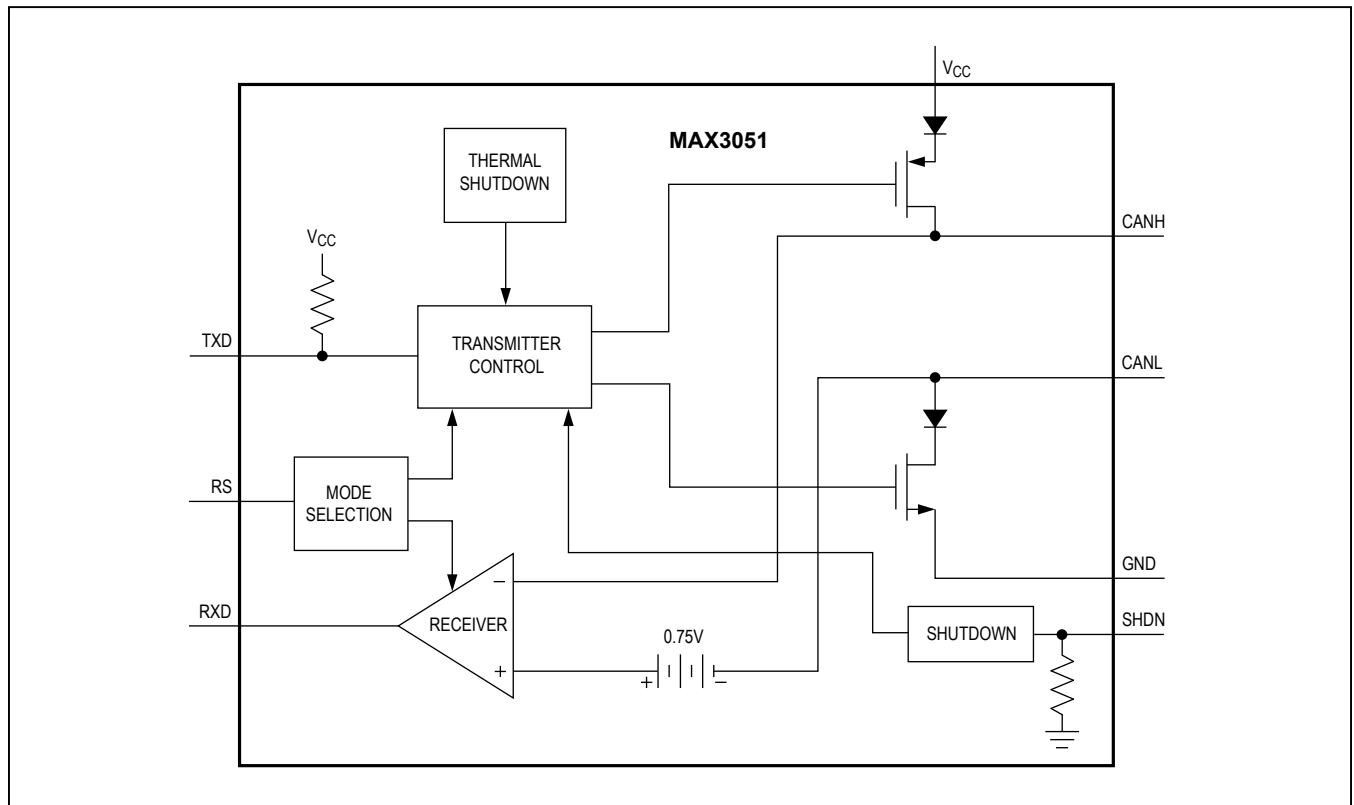 VCC
MAX3051
THERMAL
SHUTDOWN
VCC
CANH
TXD
TRANSMITTER
CONTROL
CANL
RS
MODE
SELECTION
GND
RXD
−
RECEIVER
+
0.75V
+
−
SHUTDOWN
SHDN